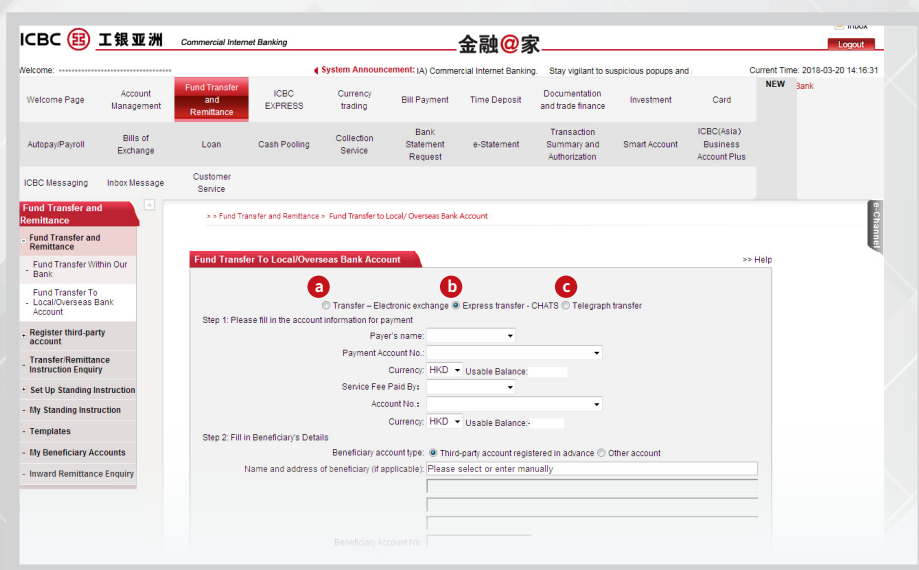 Inbox
ICBC 工银亚洲 Commercial Internet Banking 金融@家 Logout
Welcome: ********************************** System Announcement: (A) Commercial Internet Banking. Stay vigilant to suspicious popups and Current Time: 2018-03-20 14:16:31
Welcome Page
Account Management
Fund Transfer and Remittance
ICBC EXPRESS
Currency trading
Bill Payment
Time Deposit
Documentation and trade finance
Investment
Card
NEW
Bank
Autopay/Payroll
Bills of Exchange
Loan
Cash Pooling
Collection Service
Bank Statement Request
e-Statement
Transaction Summary and Authorization
Smart Account
ICBC(Asia) Business Account Plus
ICBC Messaging
Inbox Message
Customer Service
Fund Transfer and
Remittance
- Fund Transfer and
Remittance
- Fund Transfer Within Our
Bank
Fund Transfer To
- Local/Overseas Bank
Account
+ Register third-party
account
- Transfer/Remittance
Instruction Enquiry
+ Set Up Standing Instruction
- My Standing Instruction
- Templates
- My Beneficiary Accounts
- Inward Remittance Enquiry
e-Channel
> > Fund Transfer and Remittance > Fund Transfer to Local/ Overseas Bank Account
Fund Transfer To Local/Overseas Bank Account >> Help
a b c
Transfer – Electronic exchange Express transfer - CHATS Telegraph transfer
Step 1: Please fill in the account information for payment
Payer's name:
Payment Account No.:
Currency: HKD Usable Balance:
Service Fee Paid By:
Account No.:
Currency: HKD Usable Balance:-
Step 2: Fill in Beneficiary's Details
Beneficiary account type: Third-party account registered in advance Other account
Name and address of beneficiary (if applicable): Please select or enter manually
Beneficiary Account No.